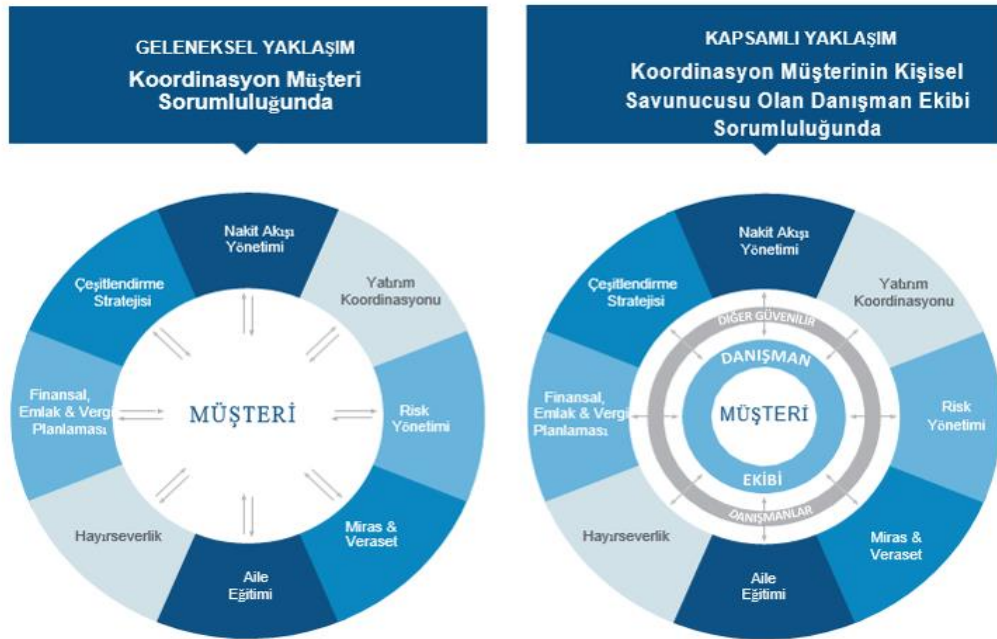 GELENEKSEL YAKLAŞIM
Koordinasyon Müşteri
Sorumluluğunda
Nakit Akışı
Yönetimi
Yatırım
Koordinasyonu
Risk
Yönetimi
Miras &
Veraset
Aile
Eğitimi
Hayırseverlik
Finansal,
Emlak & Vergi
Planlaması
Çeşitlendirme
Stratejisi
MÜŞTERİ
KAPSAMLI YAKLAŞIM
Koordinasyon Müşterinin Kişisel
Savunucusu Olan Danışman Ekibi
Sorumluluğunda
Nakit Akışı
Yönetimi
Yatırım
Koordinasyonu
Risk
Yönetimi
Miras &
Veraset
Aile
Eğitimi
Hayırseverlik
Finansal,
Emlak & Vergi
Planlaması
Çeşitlendirme
Stratejisi
DİĞER GÜVENİLİR
DANIŞMAN
MÜŞTERİ
EKİBİ
DANIŞMANLAR